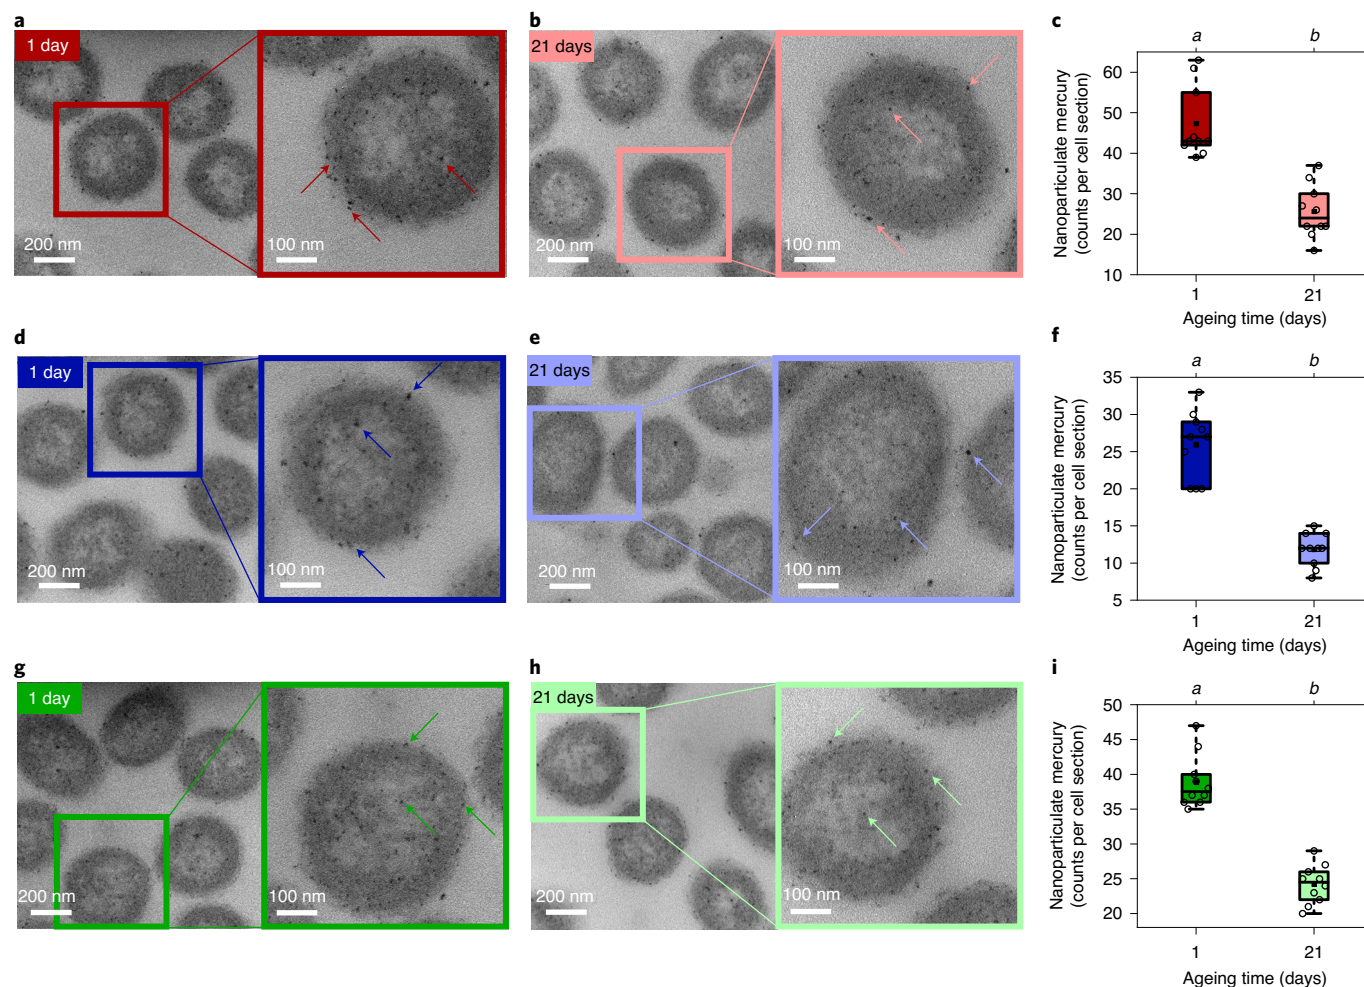 a
1 day
200 nm
100 nm
b
21 days
200 nm
100 nm
c
a b
Nanoparticulate mercury
(counts per cell section)
60
50
40
30
20
10
1 21
Ageing time (days)
d
1 day
200 nm
100 nm
e
21 days
200 nm
100 nm
f
a b
Nanoparticulate mercury
(counts per cell section)
35
30
25
20
15
10
5
1 21
Ageing time (days)
g
1 day
200 nm
100 nm
h
21 days
200 nm
100 nm
i
a b
Nanoparticulate mercury
(counts per cell section)
50
45
40
35
30
25
20
1 21
Ageing time (days)